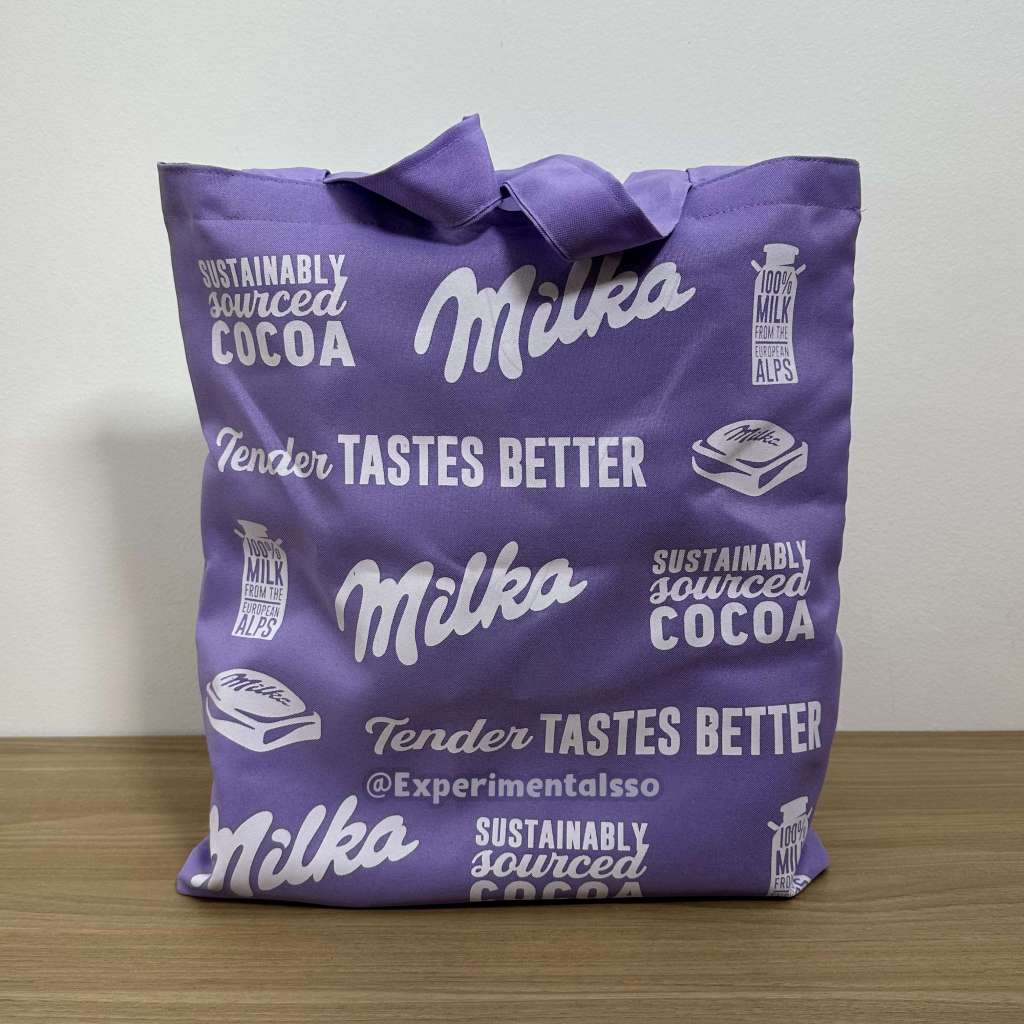 SUSTAINABLY
sourced
COCOA
Milka
100%
MILK
FROM THE
EUROPEAN
ALPS
Tender TASTES BETTER
Milka
100%
MILK
FROM THE
EUROPEAN
ALPS
Milka
SUSTAINABLY
sourced
COCOA
Milka
Tender TASTES BETTER
@Experimentalsso
Milka
SUSTAINABLY
sourced
COCOA
100%